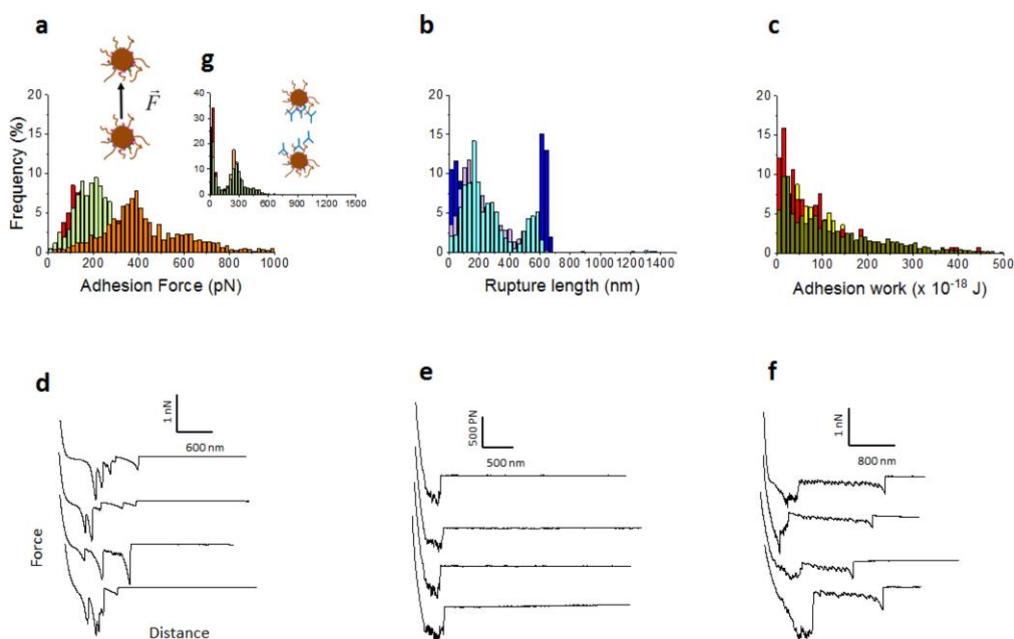 a
b
c
g
F
Frequency (%)
20
15
10
5
0
0 200 400 600 800 1000
Adhesion Force (pN)
40
30
20
10
0
0 300 600 900 1200 1500
20
15
10
5
0
0 200 400 600 800 1000 1200 1400
Rupture length (nm)
20
15
10
5
0
0 100 200 300 400 500
Adhesion work (x 10⁻¹⁸ J)
d
1 nN
600 nm
Force
Distance
e
500 PN
500 nm
f
1 nN
800 nm